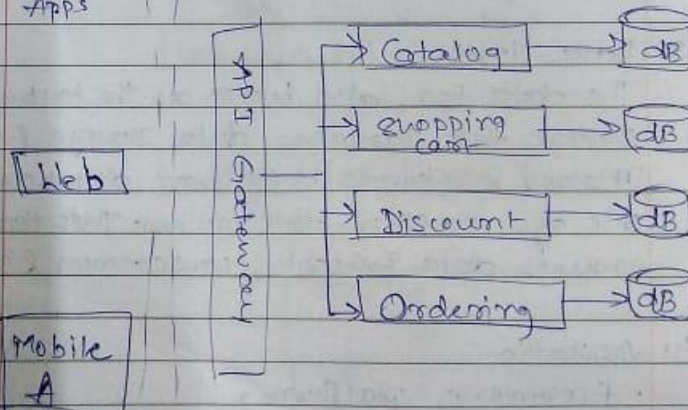 Apps
Web
Mobile
A
API Gateway
Catalog
dB
Shopping
cart
dB
Discount
dB
Ordering
dB